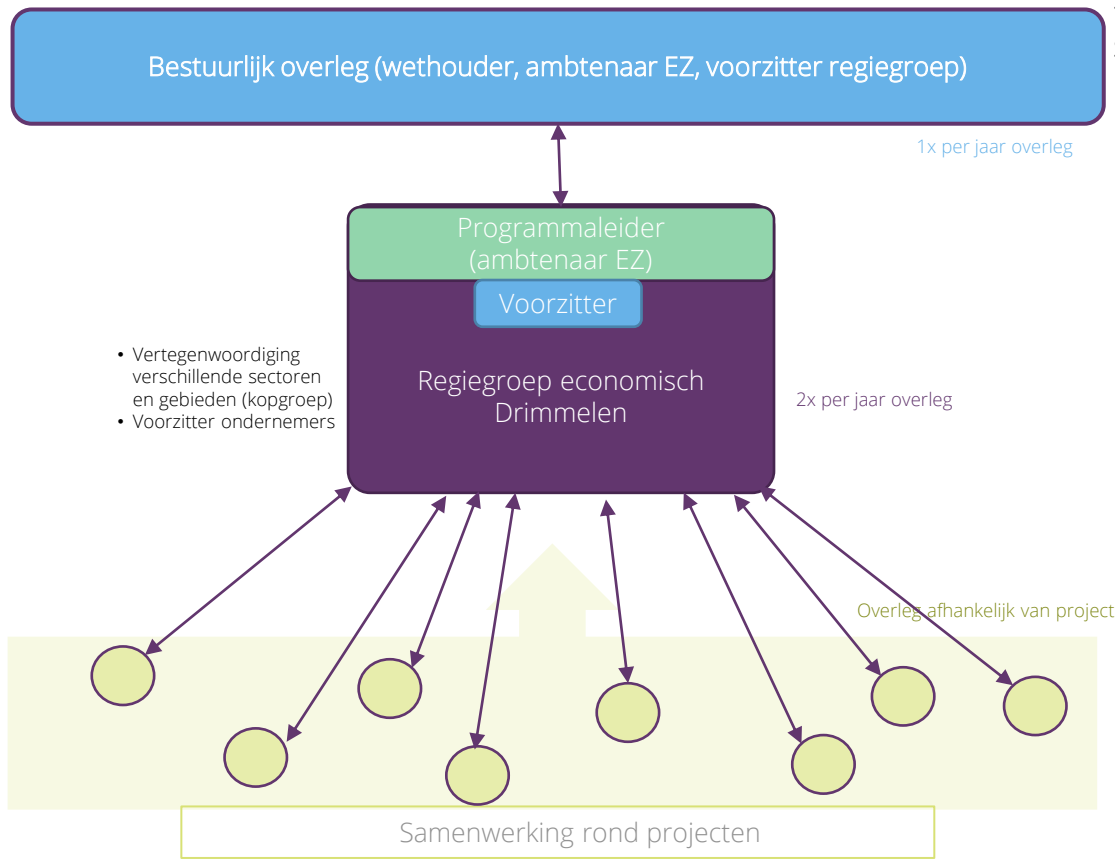 Bestuurlijk overleg (wethouder, ambtenaar EZ, voorzitter regiegroep)
1x per jaar overleg
Programmaleider
(ambtenaar EZ)
Voorzitter
• Vertegenwoordiging
verschillende sectoren
en gebieden (kopgroep)
• Voorzitter ondernemers
Regiegroep economisch
Drimmelen
2x per jaar overleg
Overleg afhankelijk van project
Samenwerking rond projecten